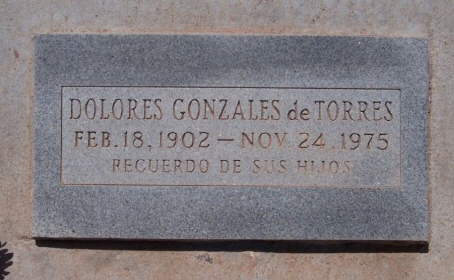 DOLORES GONZALES de TORRES
FEB. 18, 1902 — NOV. 24, 1975
RECUERDO DE SUS HIJOS